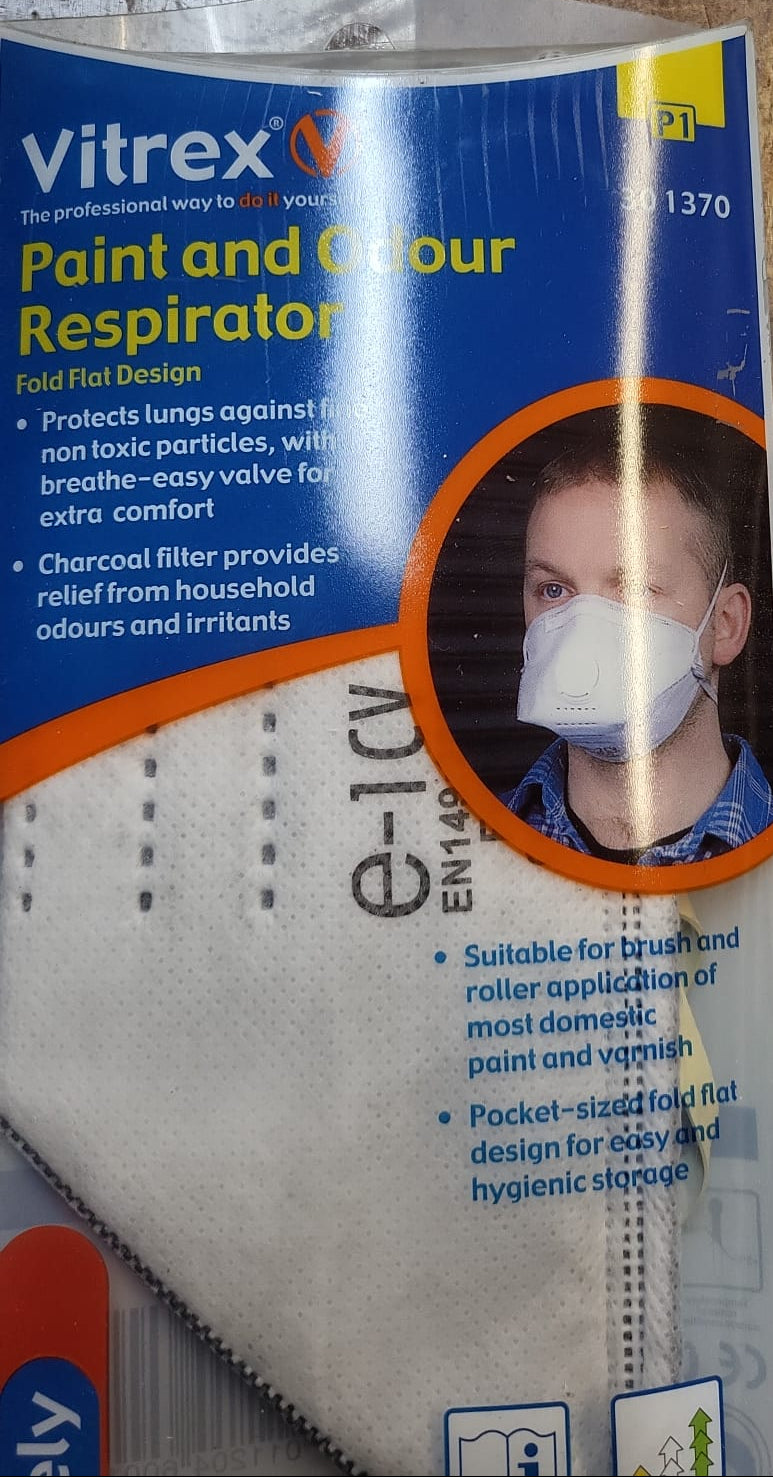 Vitrex®
P1
The professional way to do it yours
1370
Paint and Odour
Respirator
Fold Flat Design
• Protects lungs against
non toxic particles, with
breathe-easy valve for
extra comfort
• Charcoal filter provides
relief from household
odours and irritants
e-1CV
EN149
• Suitable for brush and
roller application of
most domestic
paint and varnish
• Pocket-sized fold flat
design for easy and
hygienic storage
ely
i
CE